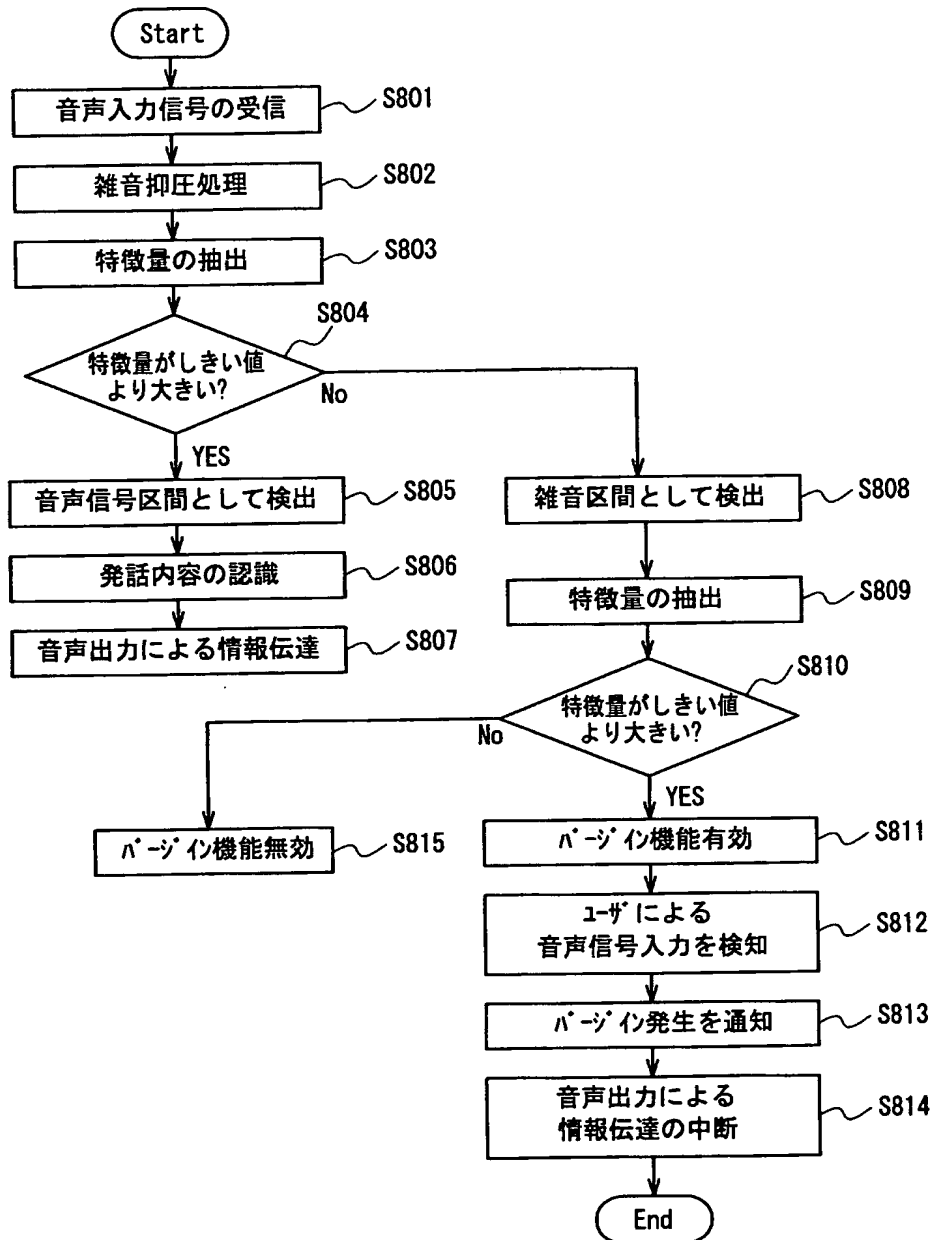 Start
音声入力信号の受信
S801
雑音抑圧処理
S802
特徴量の抽出
S803
S804
特徴量がしきい値
より大きい?
No
YES
音声信号区間として検出
S805
発話内容の認識
S806
音声出力による情報伝達
S807
雑音区間として検出
S808
特徴量の抽出
S809
S810
特徴量がしきい値
より大きい?
No
YES
バージイン機能無効
S815
バージイン機能有効
S811
ユーザによる
音声信号入力を検知
S812
バージイン発生を通知
S813
音声出力による
情報伝達の中断
S814
End